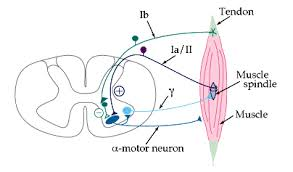 Ib
Tendon
Ia/II
Muscle
spindle
γ
Muscle
α-motor neuron
+
−